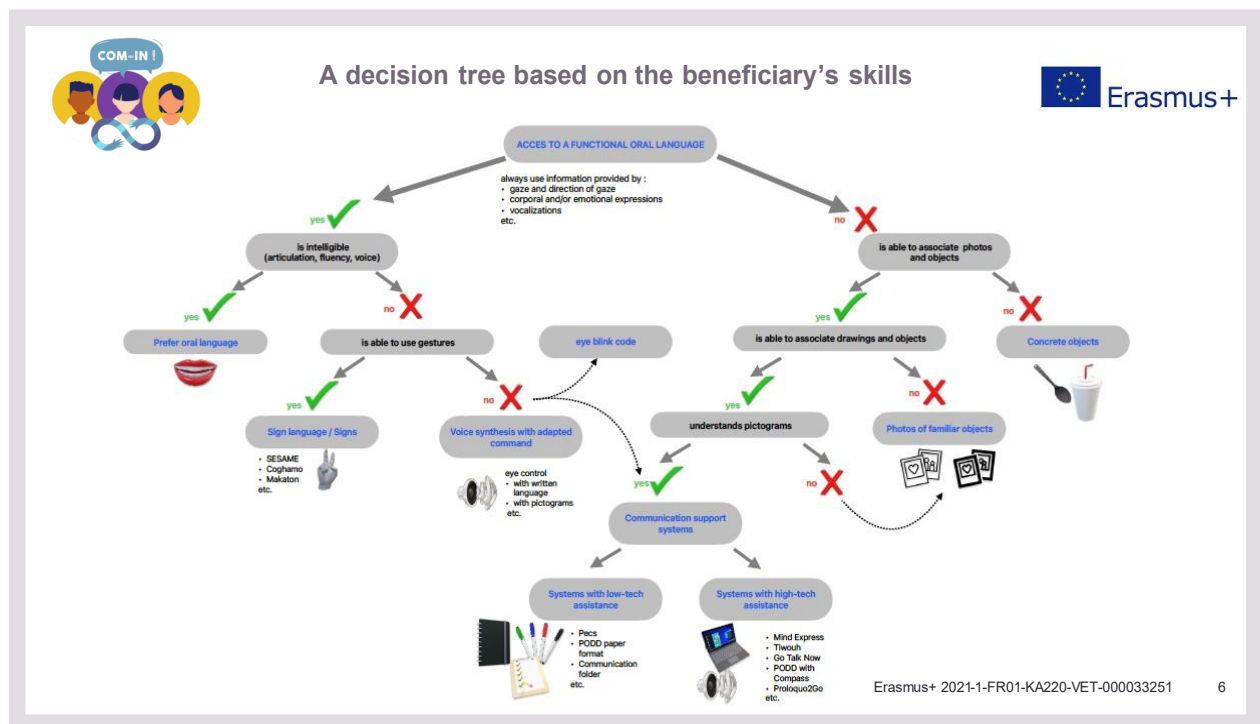 COM-IN !
A decision tree based on the beneficiary's skills
Erasmus+
ACCES TO A FUNCTIONAL ORAL LANGUAGE
always use information provided by :
• gaze and direction of gaze
• corporal and/or emotional expressions
• vocalizations
etc.
yes
no
is intelligible
(articulation, fluency, voice)
is able to associate photos
and objects
yes
no
yes
no
Prefer oral language
is able to use gestures
eye blink code
is able to associate drawings and objects
Concrete objects
yes
no
yes
no
Sign language / Signs
• SESAME
• Coghamo
• Makaton
etc.
Voice synthesis with adapted
command
eye control
• with written
language
• with pictograms
etc.
understands pictograms
Photos of familiar objects
yes
no
Communication support
systems
Systems with low-tech
assistance
• Pecs
• PODD paper
format
• Communication
folder
etc.
Systems with high-tech
assistance
• Mind Express
• Tiwouh
• Go Talk Now
• PODD with
Compass
• Proloquo2Go
etc.
Erasmus+ 2021-1-FR01-KA220-VET-000033251
6